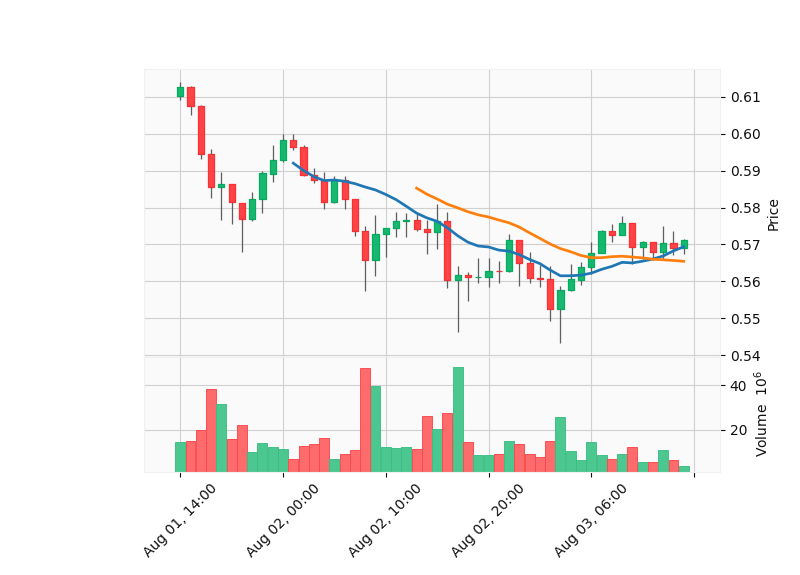 0.61
0.60
0.59
0.58
0.57
0.56
0.55
0.54
Price
40
20
Volume 10^6
Aug 01, 14:00
Aug 02, 00:00
Aug 02, 10:00
Aug 02, 20:00
Aug 03, 06:00